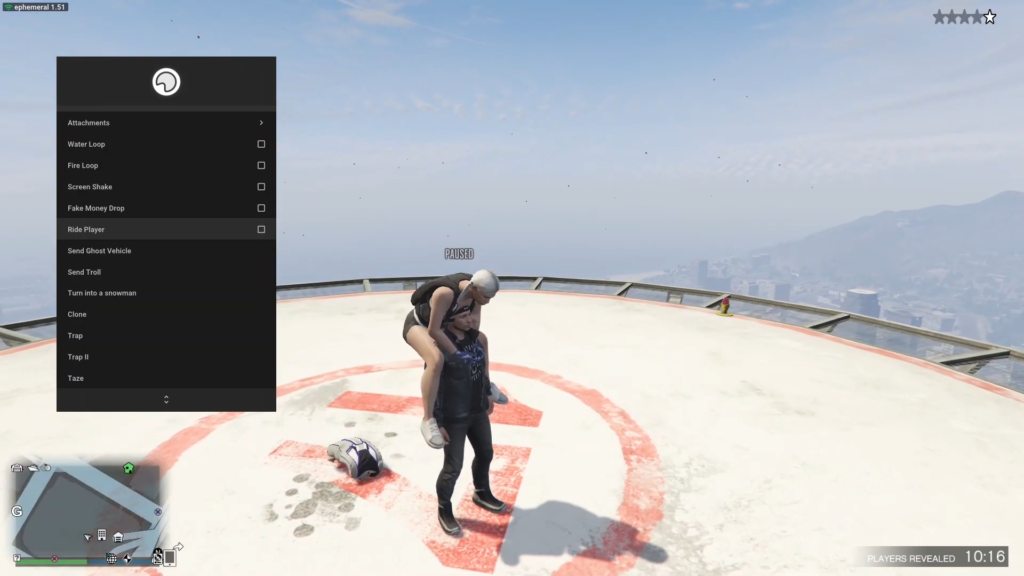 ephemeral 1.51
Attachments
Water Loop
Fire Loop
Screen Shake
Fake Money Drop
Ride Player
Send Ghost Vehicle
Send Troll
Turn into a snowman
Clone
Trap
Trap II
Taze
PAUSED
G
PLAYERS REVEALED 10:16